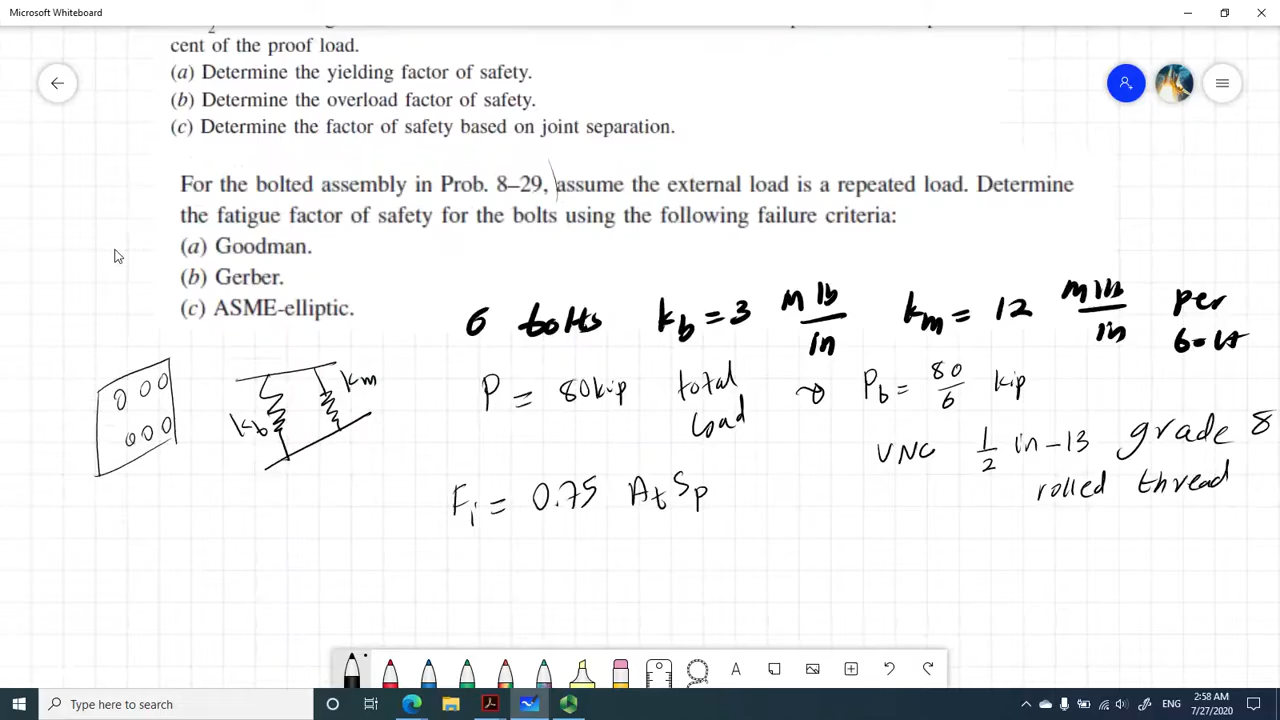 Microsoft Whiteboard
cent of the proof load.
(a) Determine the yielding factor of safety.
(b) Determine the overload factor of safety.
(c) Determine the factor of safety based on joint separation.
For the bolted assembly in Prob. 8–29, assume the external load is a repeated load. Determine
the fatigue factor of safety for the bolts using the following failure criteria:
(a) Goodman.
(b) Gerber.
(c) ASME-elliptic.
6 bolts kb = 3 Mlb/in km = 12 Mlb/in per bolt
kb km
P = 80kip total load → Pb = 80/6 kip
UNC 1/2 in-13 grade 8
rolled thread
Fi = 0.75 At Sp
A
Type here to search
ENG
2:58 AM
7/27/2020